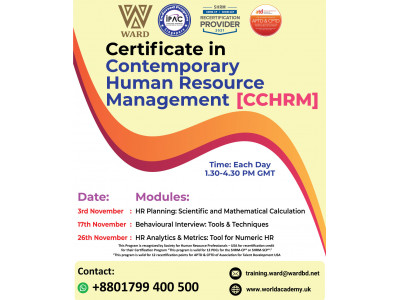 WARD
IPAC
SHRM
RECERTIFICATION
PROVIDER
2021
APTD & CPTD
Certificate in
Contemporary
Human Resource
Management [CCHRM]
Time: Each Day
1.30-4.30 PM GMT
Date: Modules:
3rd November : HR Planning: Scientific and Mathematical Calculation
17th November : Behavioural Interview: Tools & Techniques
26th November : HR Analytics & Metrics: Tool for Numeric HR
Contact:
+8801799 400 500
training.ward@wardbd.net
www.worldacademy.uk